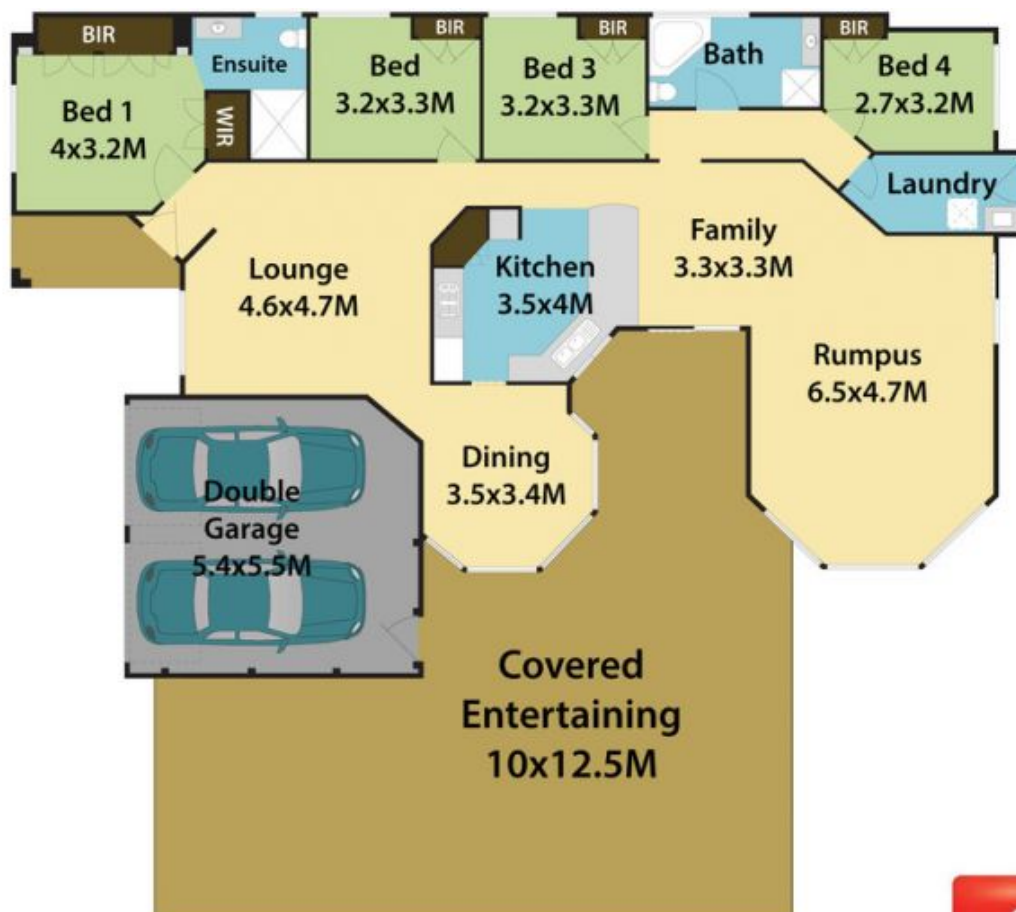 BIR
BIR
BIR
BIR
Ensuite
Bed
3.2x3.3M
Bed 3
3.2x3.3M
Bath
Bed 4
2.7x3.2M
Bed 1
4x3.2M
WIR
Laundry
Lounge
4.6x4.7M
Kitchen
3.5x4M
Family
3.3x3.3M
Rumpus
6.5x4.7M
Dining
3.5x3.4M
Double
Garage
5.4x5.5M
Covered
Entertaining
10x12.5M